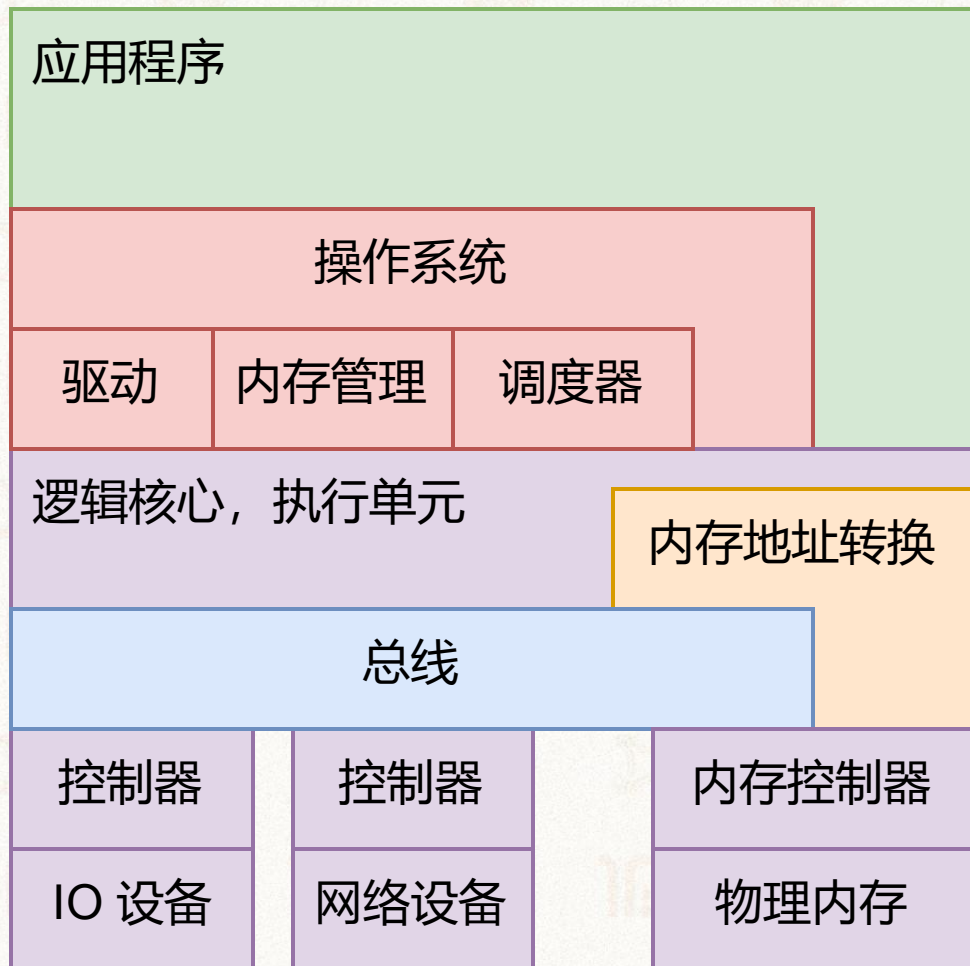 应用程序
操作系统
驱动
内存管理
调度器
逻辑核心，执行单元
内存地址转换
总线
控制器
控制器
内存控制器
IO 设备
网络设备
物理内存